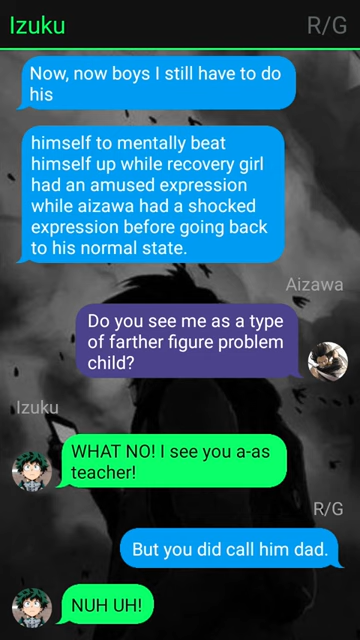 Izuku R/G
Now, now boys I still have to do
his
himself to mentally beat
himself up while recovery girl
had an amused expression
while aizawa had a shocked
expression before going back
to his normal state.
Aizawa
Do you see me as a type
of farther figure problem
child?
Izuku
WHAT NO! I see you a-as
teacher!
R/G
But you did call him dad.
NUH UH!